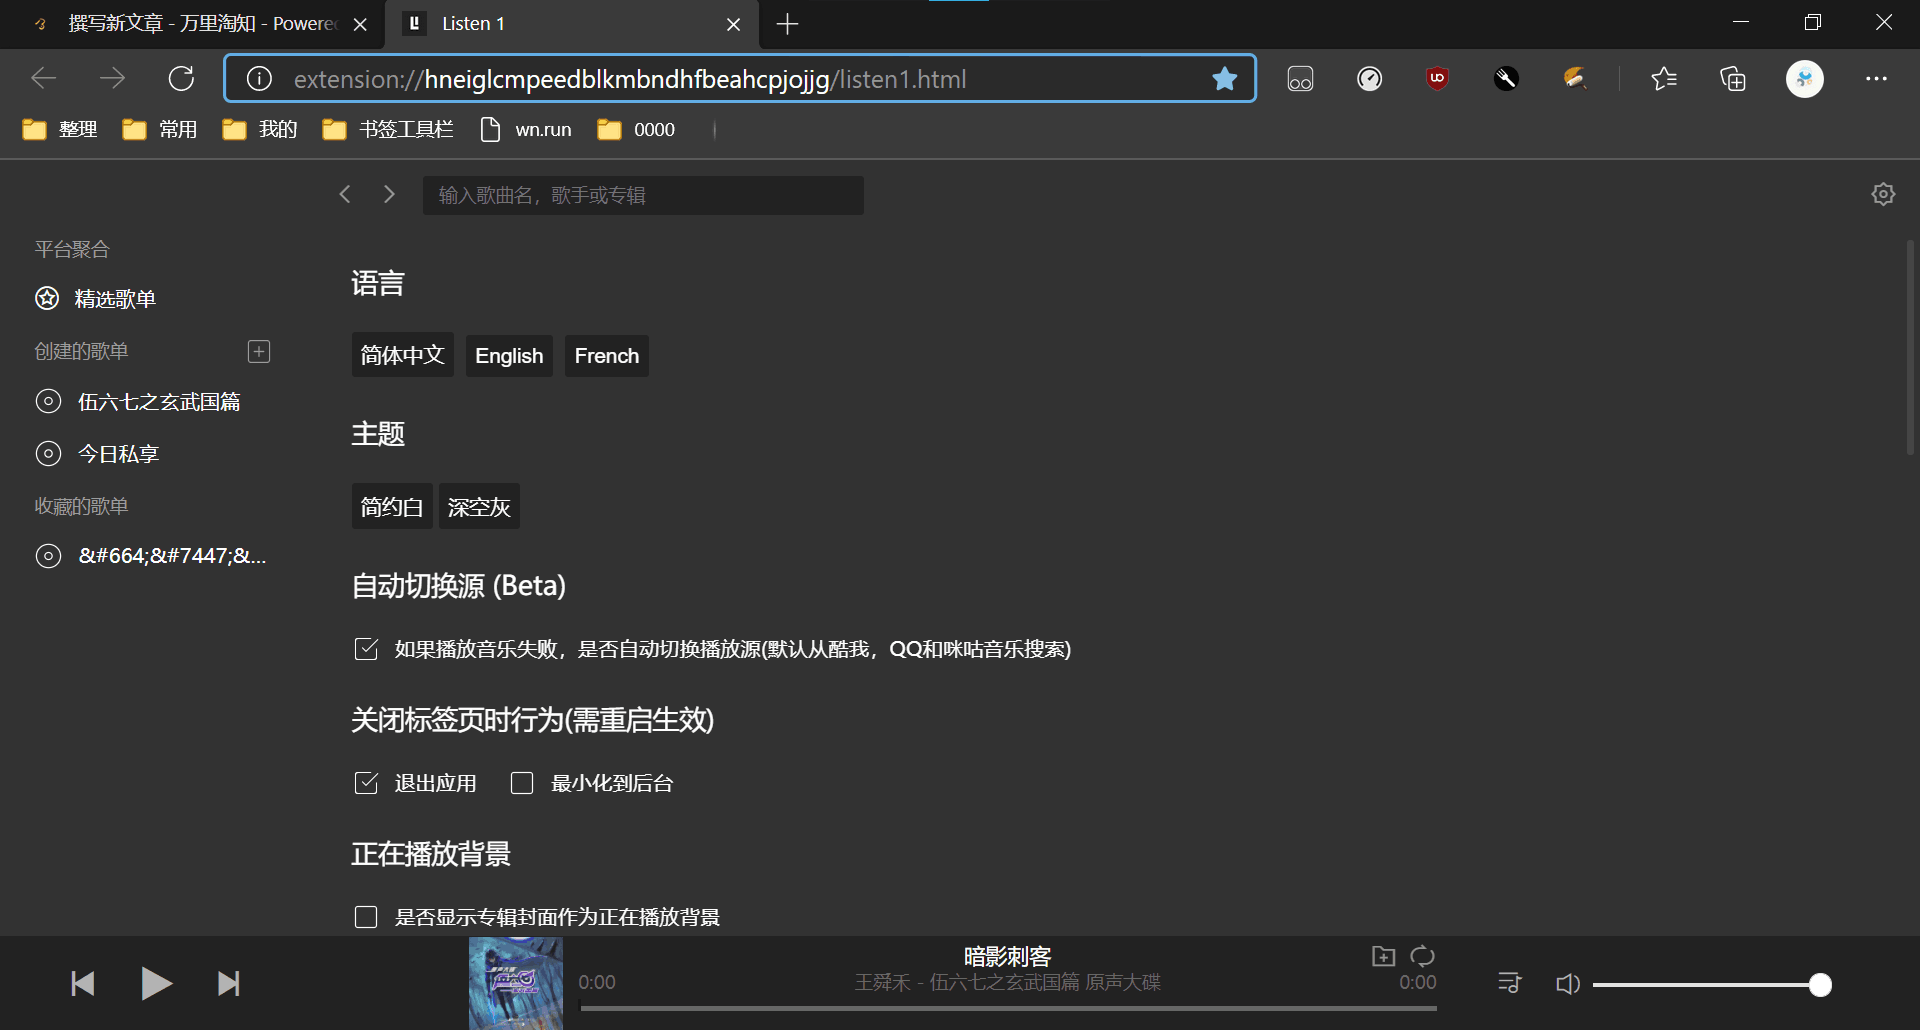 撰写新文章 - 万里淘知 - Powere
Listen 1
extension://hneiglcmpeedblkmbndhfbeahcpjojjg/listen1.html
整理
常用
我的
书签工具栏
wn.run
0000
输入歌曲名，歌手或专辑
平台聚合
精选歌单
创建的歌单
伍六七之玄武国篇
今日私享
收藏的歌单
&#664;&#7447;&...
语言
简体中文 English French
主题
简约白 深空灰
自动切换源 (Beta)
如果播放音乐失败，是否自动切换播放源(默认从酷我，QQ和咪咕音乐搜索)
关闭标签页时行为(需重启生效)
退出应用 最小化到后台
正在播放背景
是否显示专辑封面作为正在播放背景
暗影刺客
0:00 王舜禾 - 伍六七之玄武国篇 原声大碟 0:00